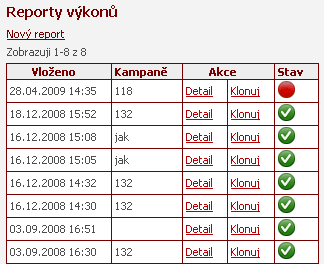 Reporty výkonů
Nový report
Zobrazuji 1-8 z 8
Vloženo Kampaně Akce Stav
28.04.2009 14:35 118 Detail Klonuj
18.12.2008 15:52 132 Detail Klonuj
16.12.2008 15:08 jak Detail Klonuj
16.12.2008 15:05 jak Detail Klonuj
16.12.2008 14:32 132 Detail Klonuj
16.12.2008 14:30 132 Detail Klonuj
03.09.2008 16:51 Detail Klonuj
03.09.2008 16:30 132 Detail Klonuj